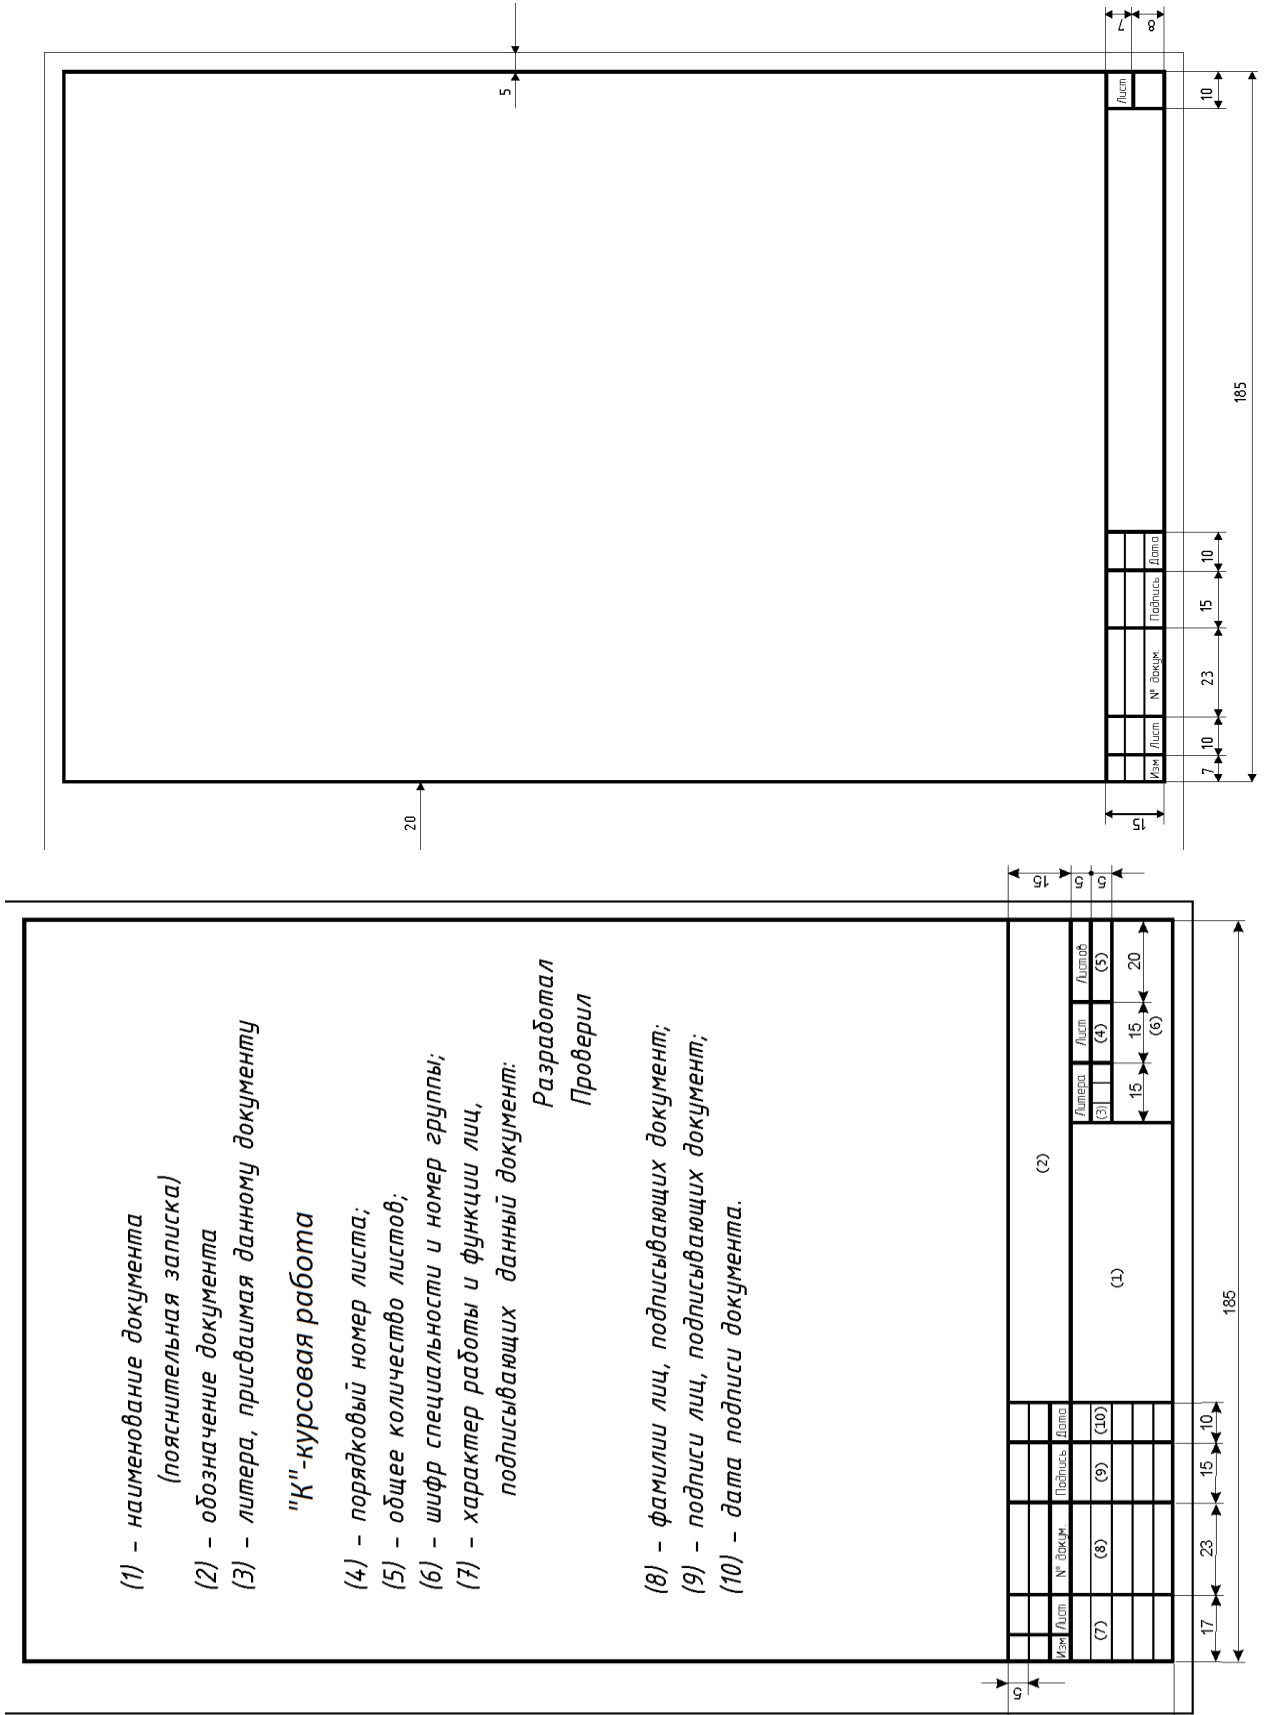 5
7
8
Лист
10
185
Дата
10
Подпись
15
№ докум.
23
Лист
10
Изм
7
20
15
(1) – наименование документа
(пояснительная записка)
(2) – обозначение документа
(3) – литера, присваимая данному документу
"К"-курсовая работа
(4) – порядковый номер листа;
(5) – общее количество листов;
(6) – шифр специальности и номер группы;
(7) – характер работы и функции лиц,
подписывающих данный документ:
Разработал
Проверил
(8) – фамилии лиц, подписывающих документ;
(9) – подписи лиц, подписывающих документ;
(10) – дата подписи документа.
15
5
5
(2)
Литера
Лист
Листов
(3)
(4)
(5)
15
15
20
(6)
(1)
Изм
Лист
№ докум.
Подпись
Дата
(7)
(8)
(9)
(10)
5
17
23
15
10
185